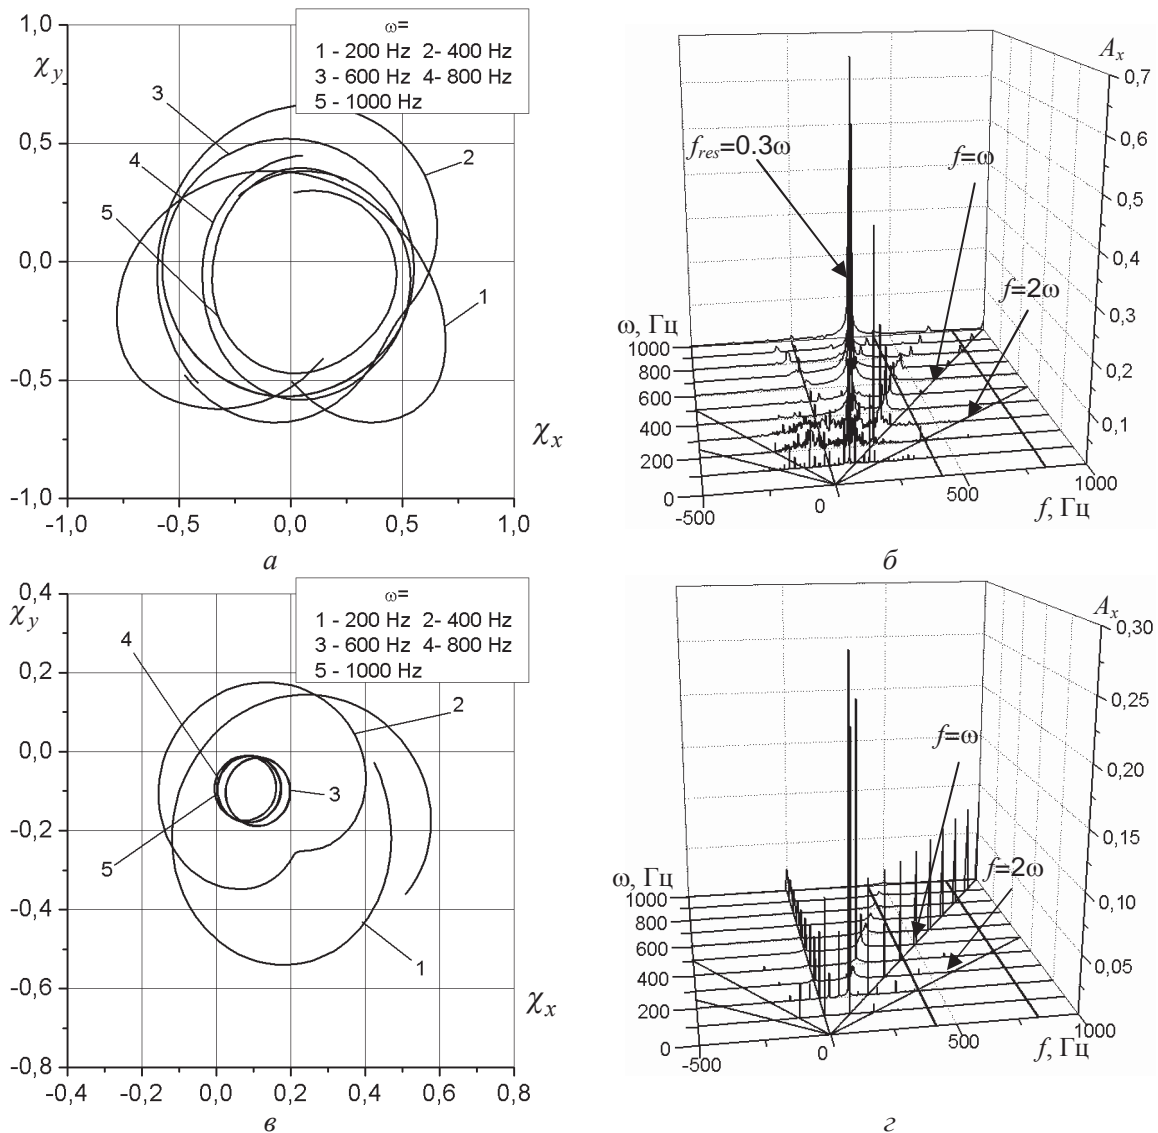 1,0
χy
0,5
0,0
-0,5
-1,0
-1,0 -0,5 0,0 0,5 1,0
χx
ω=
1 - 200 Hz 2- 400 Hz
3 - 600 Hz 4- 800 Hz
5 - 1000 Hz
3
4
5
2
1
а
Ax
0,7
0,6
0,5
0,4
0,3
0,2
0,1
fres=0.3ω
f=ω
f=2ω
ω, Гц
1000
800
600
400
200
0
-500 0 500 1000
f, Гц
б
0,4
χy
0,2
0,0
-0,2
-0,4
-0,6
-0,8
-0,4 -0,2 0,0 0,2 0,4 0,6 0,8
χx
ω=
1 - 200 Hz 2- 400 Hz
3 - 600 Hz 4- 800 Hz
5 - 1000 Hz
4
2
3
5
1
в
Ax
0,30
0,25
0,20
0,15
0,10
0,05
f=ω
f=2ω
ω, Гц
1000
800
600
400
200
0
-500 0 500 1000
f, Гц
г